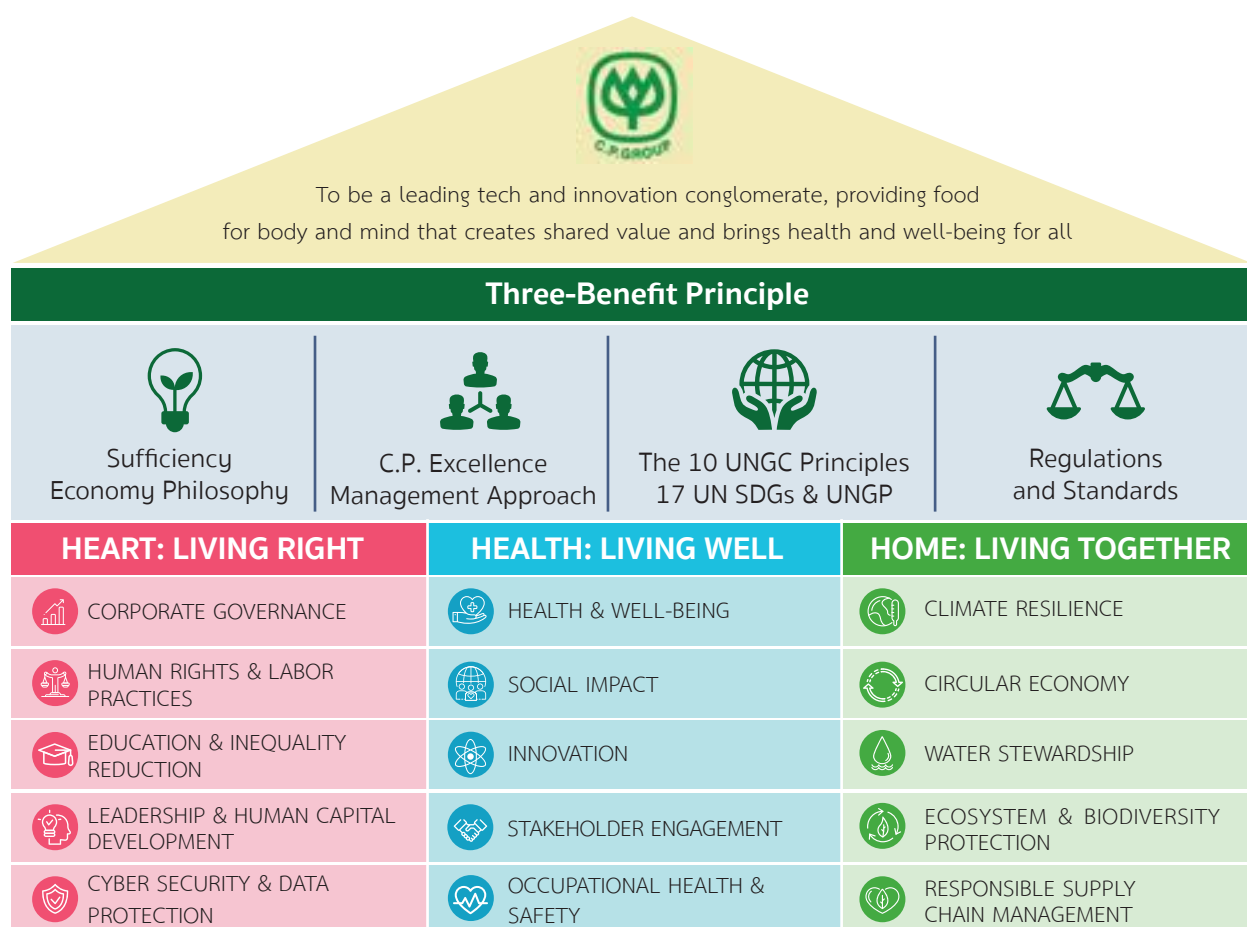 C.P.GROUP
To be a leading tech and innovation conglomerate, providing food
for body and mind that creates shared value and brings health and well-being for all
Three-Benefit Principle
Sufficiency
Economy Philosophy
C.P. Excellence
Management Approach
The 10 UNGC Principles
17 UN SDGs & UNGP
Regulations
and Standards
HEART: LIVING RIGHT
CORPORATE GOVERNANCE
HUMAN RIGHTS & LABOR
PRACTICES
EDUCATION & INEQUALITY
REDUCTION
LEADERSHIP & HUMAN CAPITAL
DEVELOPMENT
CYBER SECURITY & DATA
PROTECTION
HEALTH: LIVING WELL
HEALTH & WELL-BEING
SOCIAL IMPACT
INNOVATION
STAKEHOLDER ENGAGEMENT
OCCUPATIONAL HEALTH &
SAFETY
HOME: LIVING TOGETHER
CLIMATE RESILIENCE
CIRCULAR ECONOMY
WATER STEWARDSHIP
ECOSYSTEM & BIODIVERSITY
PROTECTION
RESPONSIBLE SUPPLY
CHAIN MANAGEMENT